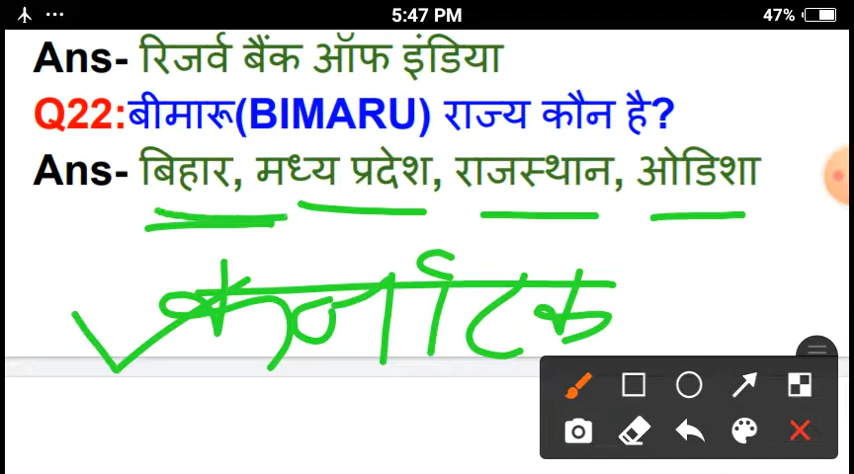 5:47 PM 47%
Ans- रिजर्व बैंक ऑफ इंडिया
Q22:बीमारू(BIMARU) राज्य कौन है?
Ans- बिहार, मध्य प्रदेश, राजस्थान, ओडिशा
कर्नाटक